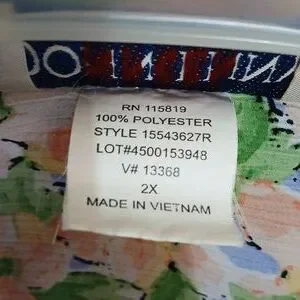 RN 115819
100% POLYESTER
STYLE 15543627R
LOT#4500153948
V# 13368
2X
MADE IN VIETNAM